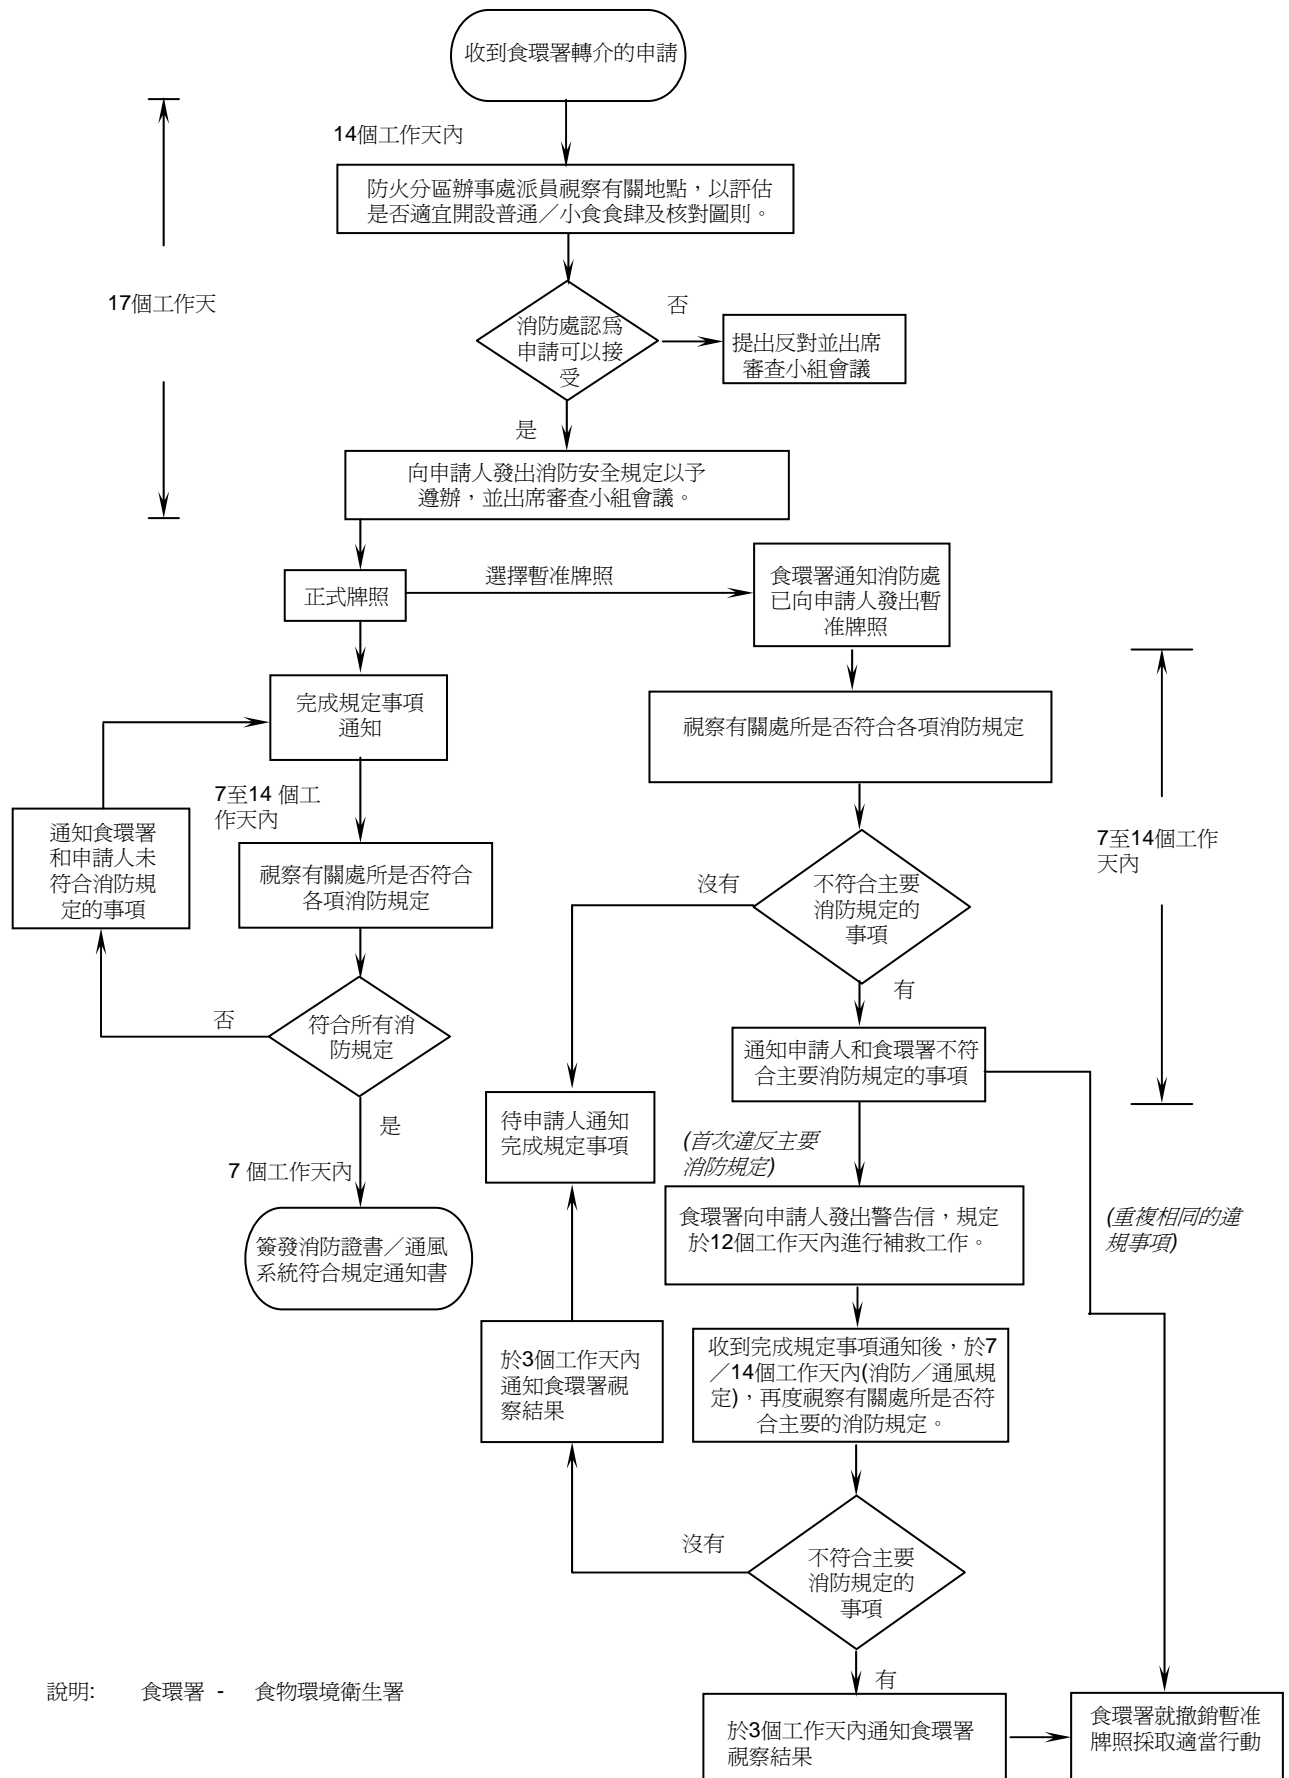 收到食環署轉介的申請
14個工作天內
防火分區辦事處派員視察有關地點，以評估
是否適宜開設普通／小食食肆及核對圖則。
17個工作天
消防處認為
申請可以接
受
否
提出反對並出席
審查小組會議
是
向申請人發出消防安全規定以予
遵辦，並出席審查小組會議。
正式牌照
選擇暫准牌照
食環署通知消防處
已向申請人發出暫
准牌照
完成規定事項
通知
視察有關處所是否符合各項消防規定
7至14 個工
作天內
通知食環署
和申請人未
符合消防規
定的事項
視察有關處所是否符合
各項消防規定
7至14個工作
天內
沒有
不符合主要
消防規定的
事項
有
否
符合所有消
防規定
通知申請人和食環署不符
合主要消防規定的事項
是
待申請人通知
完成規定事項
(首次違反主要
消防規定)
7 個工作天內
簽發消防證書／通風
系統符合規定通知書
食環署向申請人發出警告信，規定
於12個工作天內進行補救工作。
(重複相同的違
規事項)
於3個工作天內
通知食環署視
察結果
收到完成規定事項通知後，於7
／14個工作天內(消防／通風規
定)，再度視察有關處所是否符
合主要的消防規定。
沒有
不符合主要
消防規定的
事項
有
說明: 食環署 - 食物環境衛生署
於3個工作天內通知食環署
視察結果
食環署就撤銷暫准
牌照採取適當行動